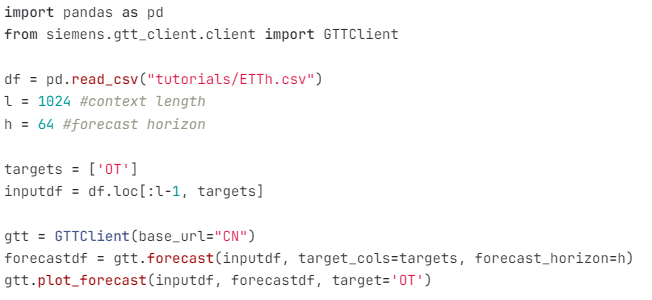 import pandas as pd
from siemens.gtt_client.client import GTTClient
df = pd.read_csv("tutorials/ETTh.csv")
l = 1024 #context length
h = 64 #forecast horizon
targets = ['OT']
inputdf = df.loc[:l-1, targets]
gtt = GTTClient(base_url="CN")
forecastdf = gtt.forecast(inputdf, target_cols=targets, forecast_horizon=h)
gtt.plot_forecast(inputdf, forecastdf, target='OT')